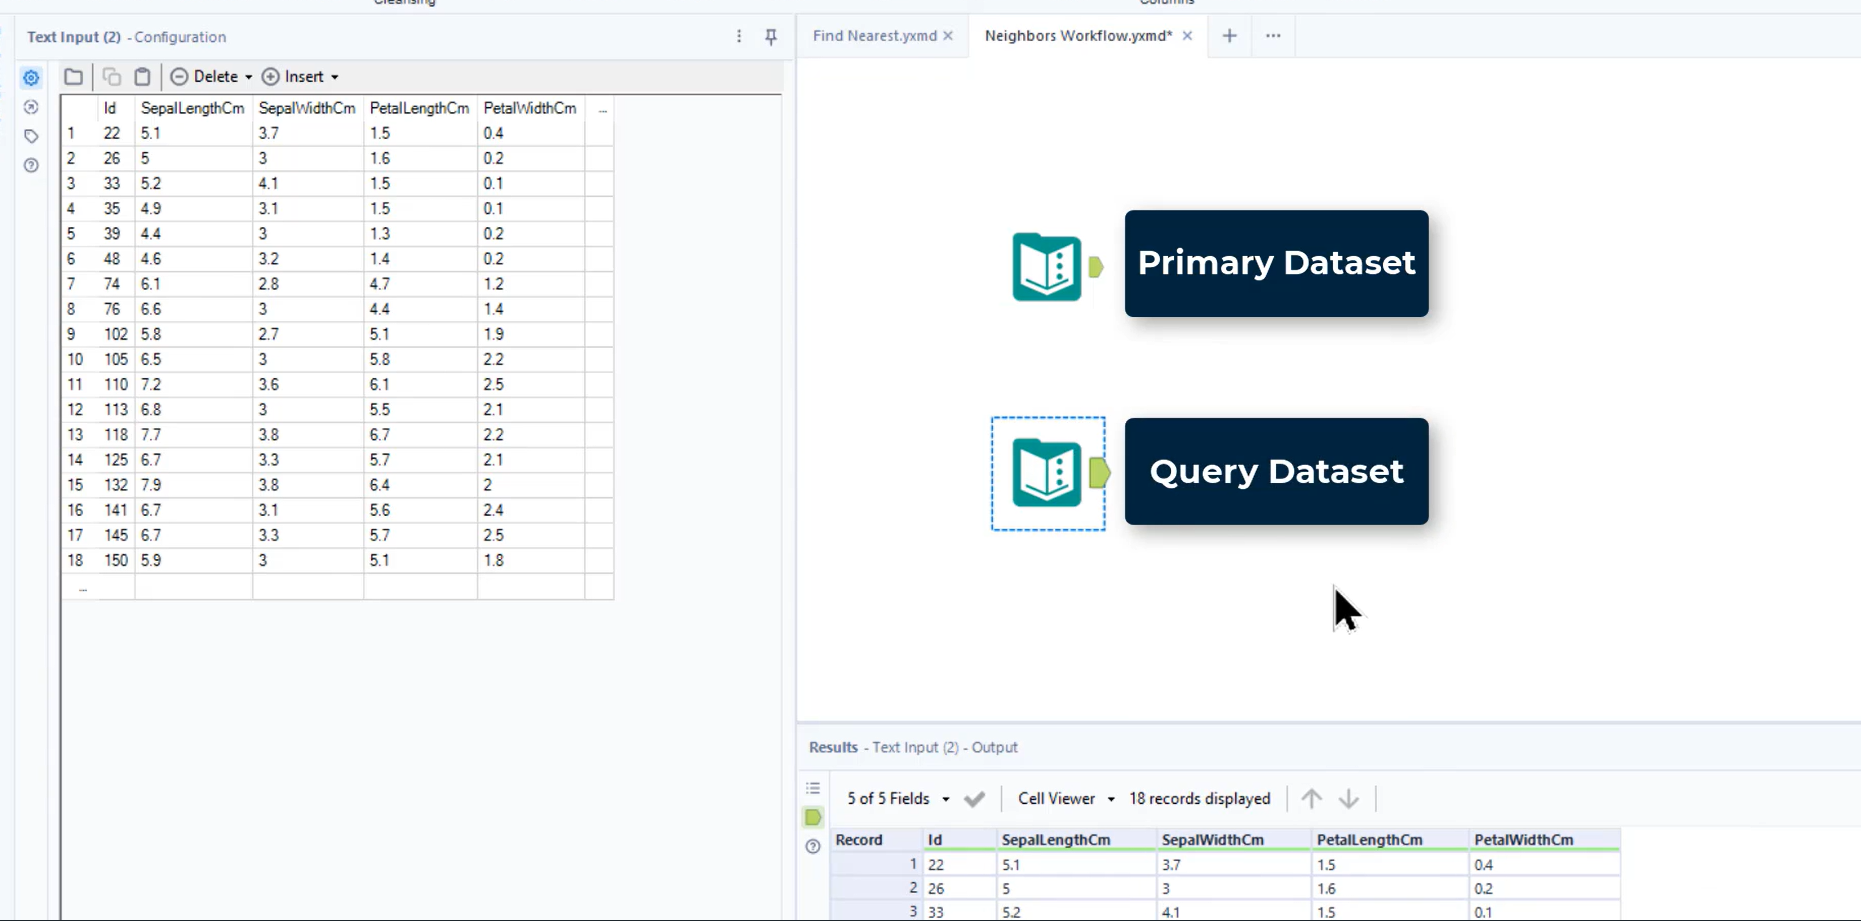 Cleansing
Columns
Text Input (2) - Configuration
Find Nearest.yxmd ×
Neighbors Workflow.yxmd* ×
Delete
Insert
Id SepalLengthCm SepalWidthCm PetalLengthCm PetalWidthCm ...
1 22 5.1 3.7 1.5 0.4
2 26 5 3 1.6 0.2
3 33 5.2 4.1 1.5 0.1
4 35 4.9 3.1 1.5 0.1
5 39 4.4 3 1.3 0.2
6 48 4.6 3.2 1.4 0.2
7 74 6.1 2.8 4.7 1.2
8 76 6.6 3 4.4 1.4
9 102 5.8 2.7 5.1 1.9
10 105 6.5 3 5.8 2.2
11 110 7.2 3.6 6.1 2.5
12 113 6.8 3 5.5 2.1
13 118 7.7 3.8 6.7 2.2
14 125 6.7 3.3 5.7 2.1
15 132 7.9 3.8 6.4 2
16 141 6.7 3.1 5.6 2.4
17 145 6.7 3.3 5.7 2.5
18 150 5.9 3 5.1 1.8
...
Primary Dataset
Query Dataset
Results - Text Input (2) - Output
5 of 5 Fields
Cell Viewer
18 records displayed
Record Id SepalLengthCm SepalWidthCm PetalLengthCm PetalWidthCm
1 22 5.1 3.7 1.5 0.4
2 26 5 3 1.6 0.2
3 33 5.2 4.1 1.5 0.1